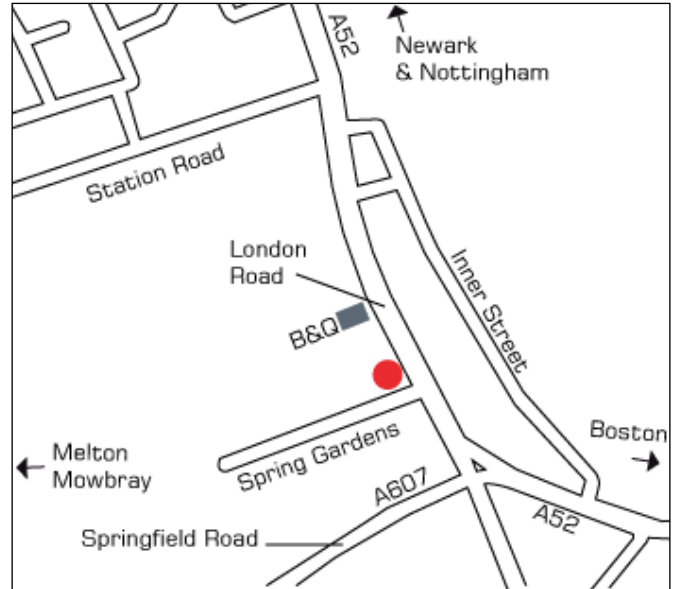 A52
Newark
& Nottingham
Station Road
London
Road
Inner Street
B&Q
Boston
Melton
Mowbray
Spring Gardens
A607
A52
Springfield Road